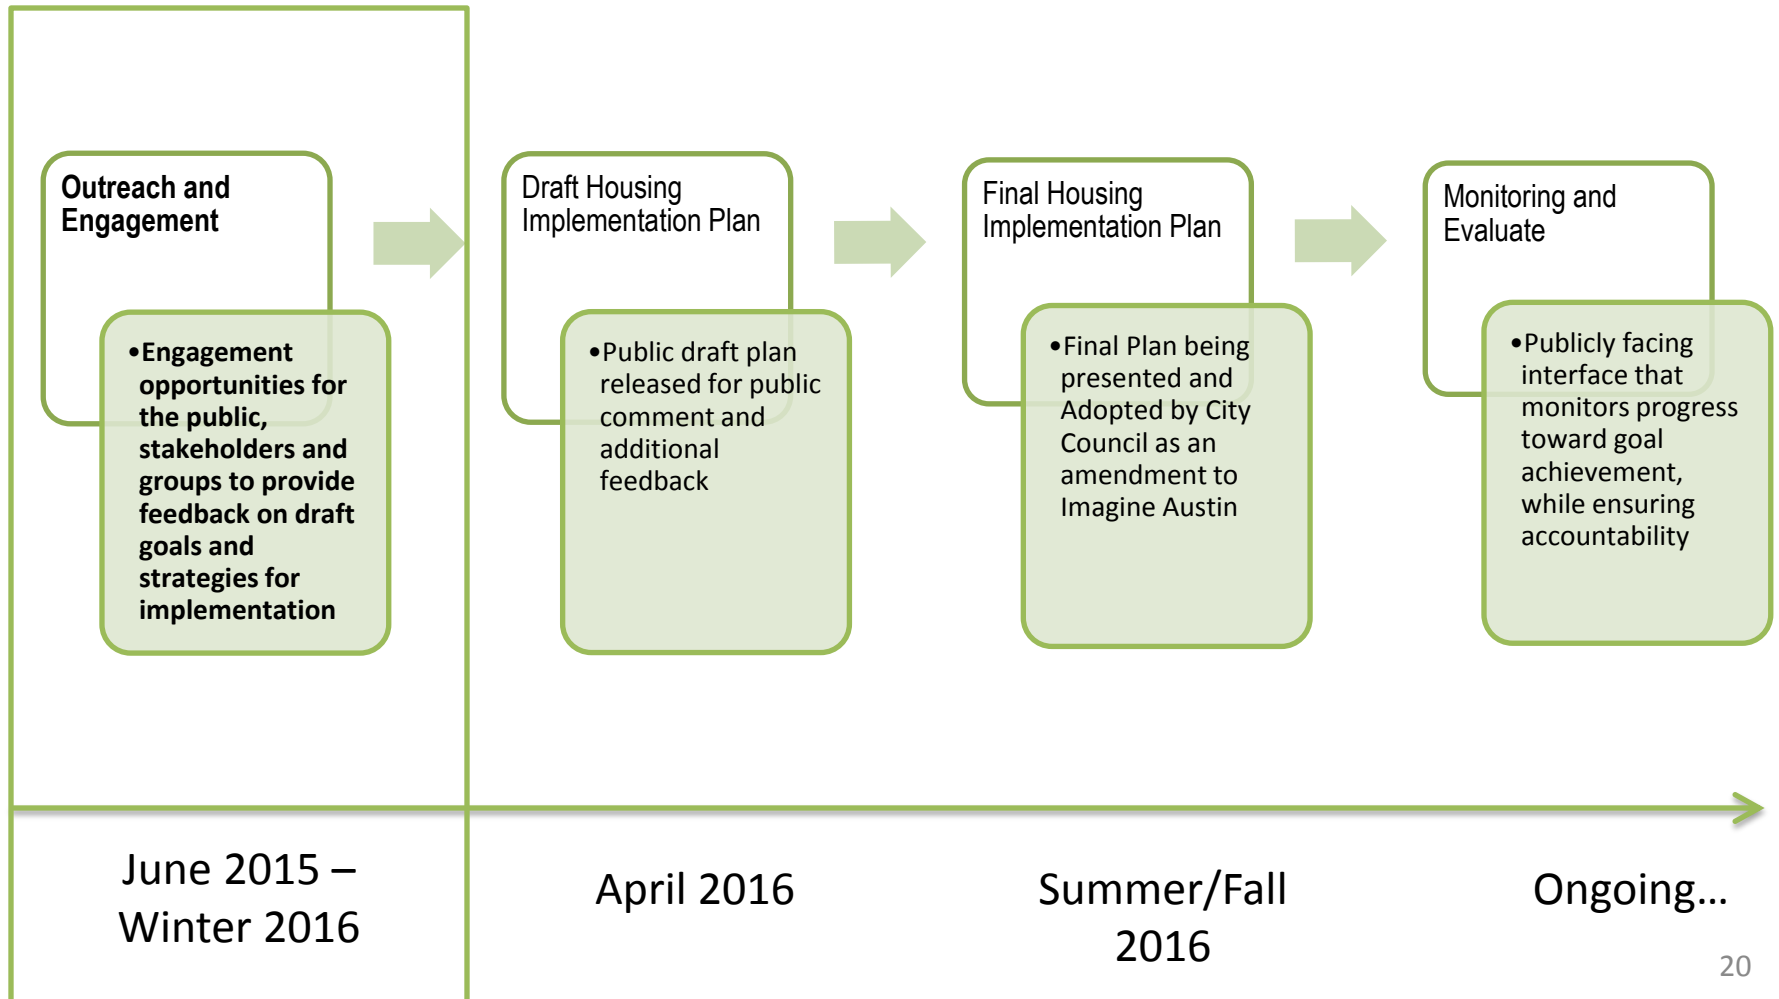 Outreach and
Engagement
•Engagement
opportunities for
the public,
stakeholders and
groups to provide
feedback on draft
goals and
strategies for
implementation
Draft Housing
Implementation Plan
•Public draft plan
released for public
comment and
additional
feedback
Final Housing
Implementation Plan
•Final Plan being
presented and
Adopted by City
Council as an
amendment to
Imagine Austin
Monitoring and
Evaluate
•Publicly facing
interface that
monitors progress
toward goal
achievement,
while ensuring
accountability
June 2015 –
Winter 2016
April 2016
Summer/Fall
2016
Ongoing…
20